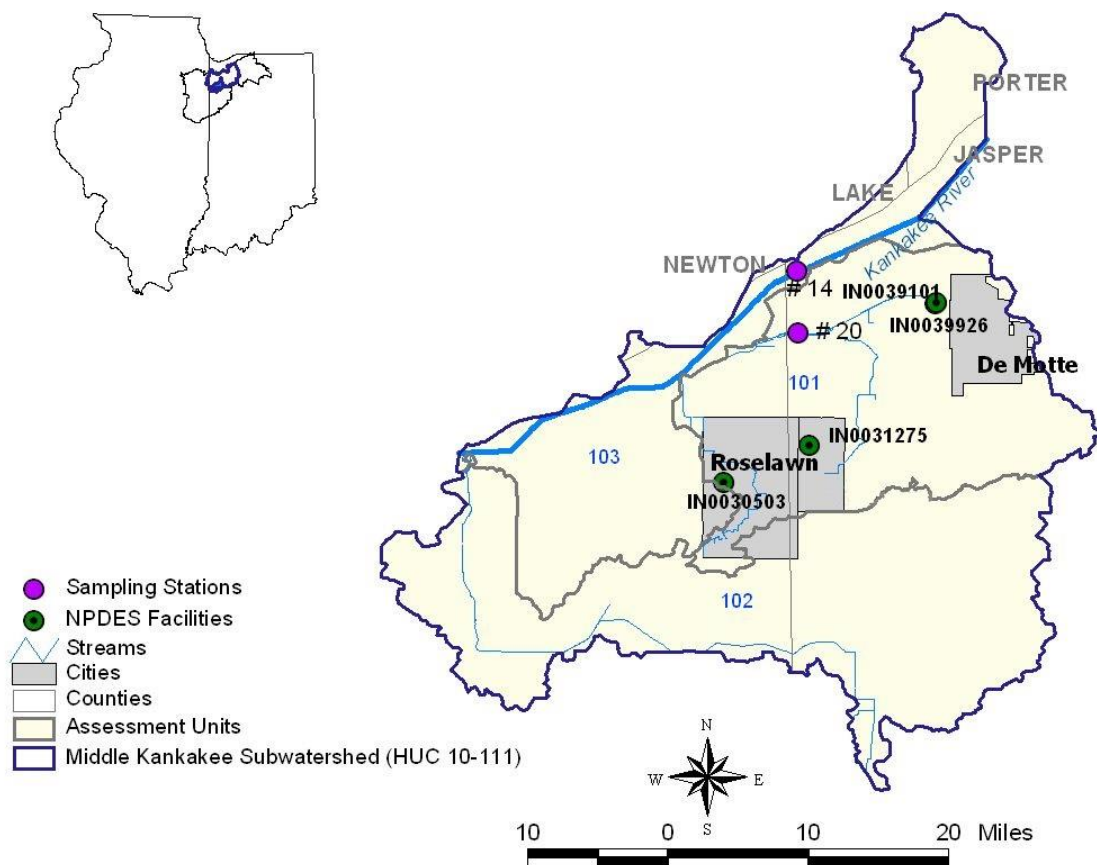 PORTER
JASPER
LAKE
Kankakee River
NEWTON
# 14
IN0039101
IN0039926
# 20
De Motte
101
IN0031275
103
Roselawn
IN0030503
102
Sampling Stations
NPDES Facilities
Streams
Cities
Counties
Assessment Units
Middle Kankakee Subwatershed (HUC 10-111)
N
W E
S
10 0 10 20 Miles